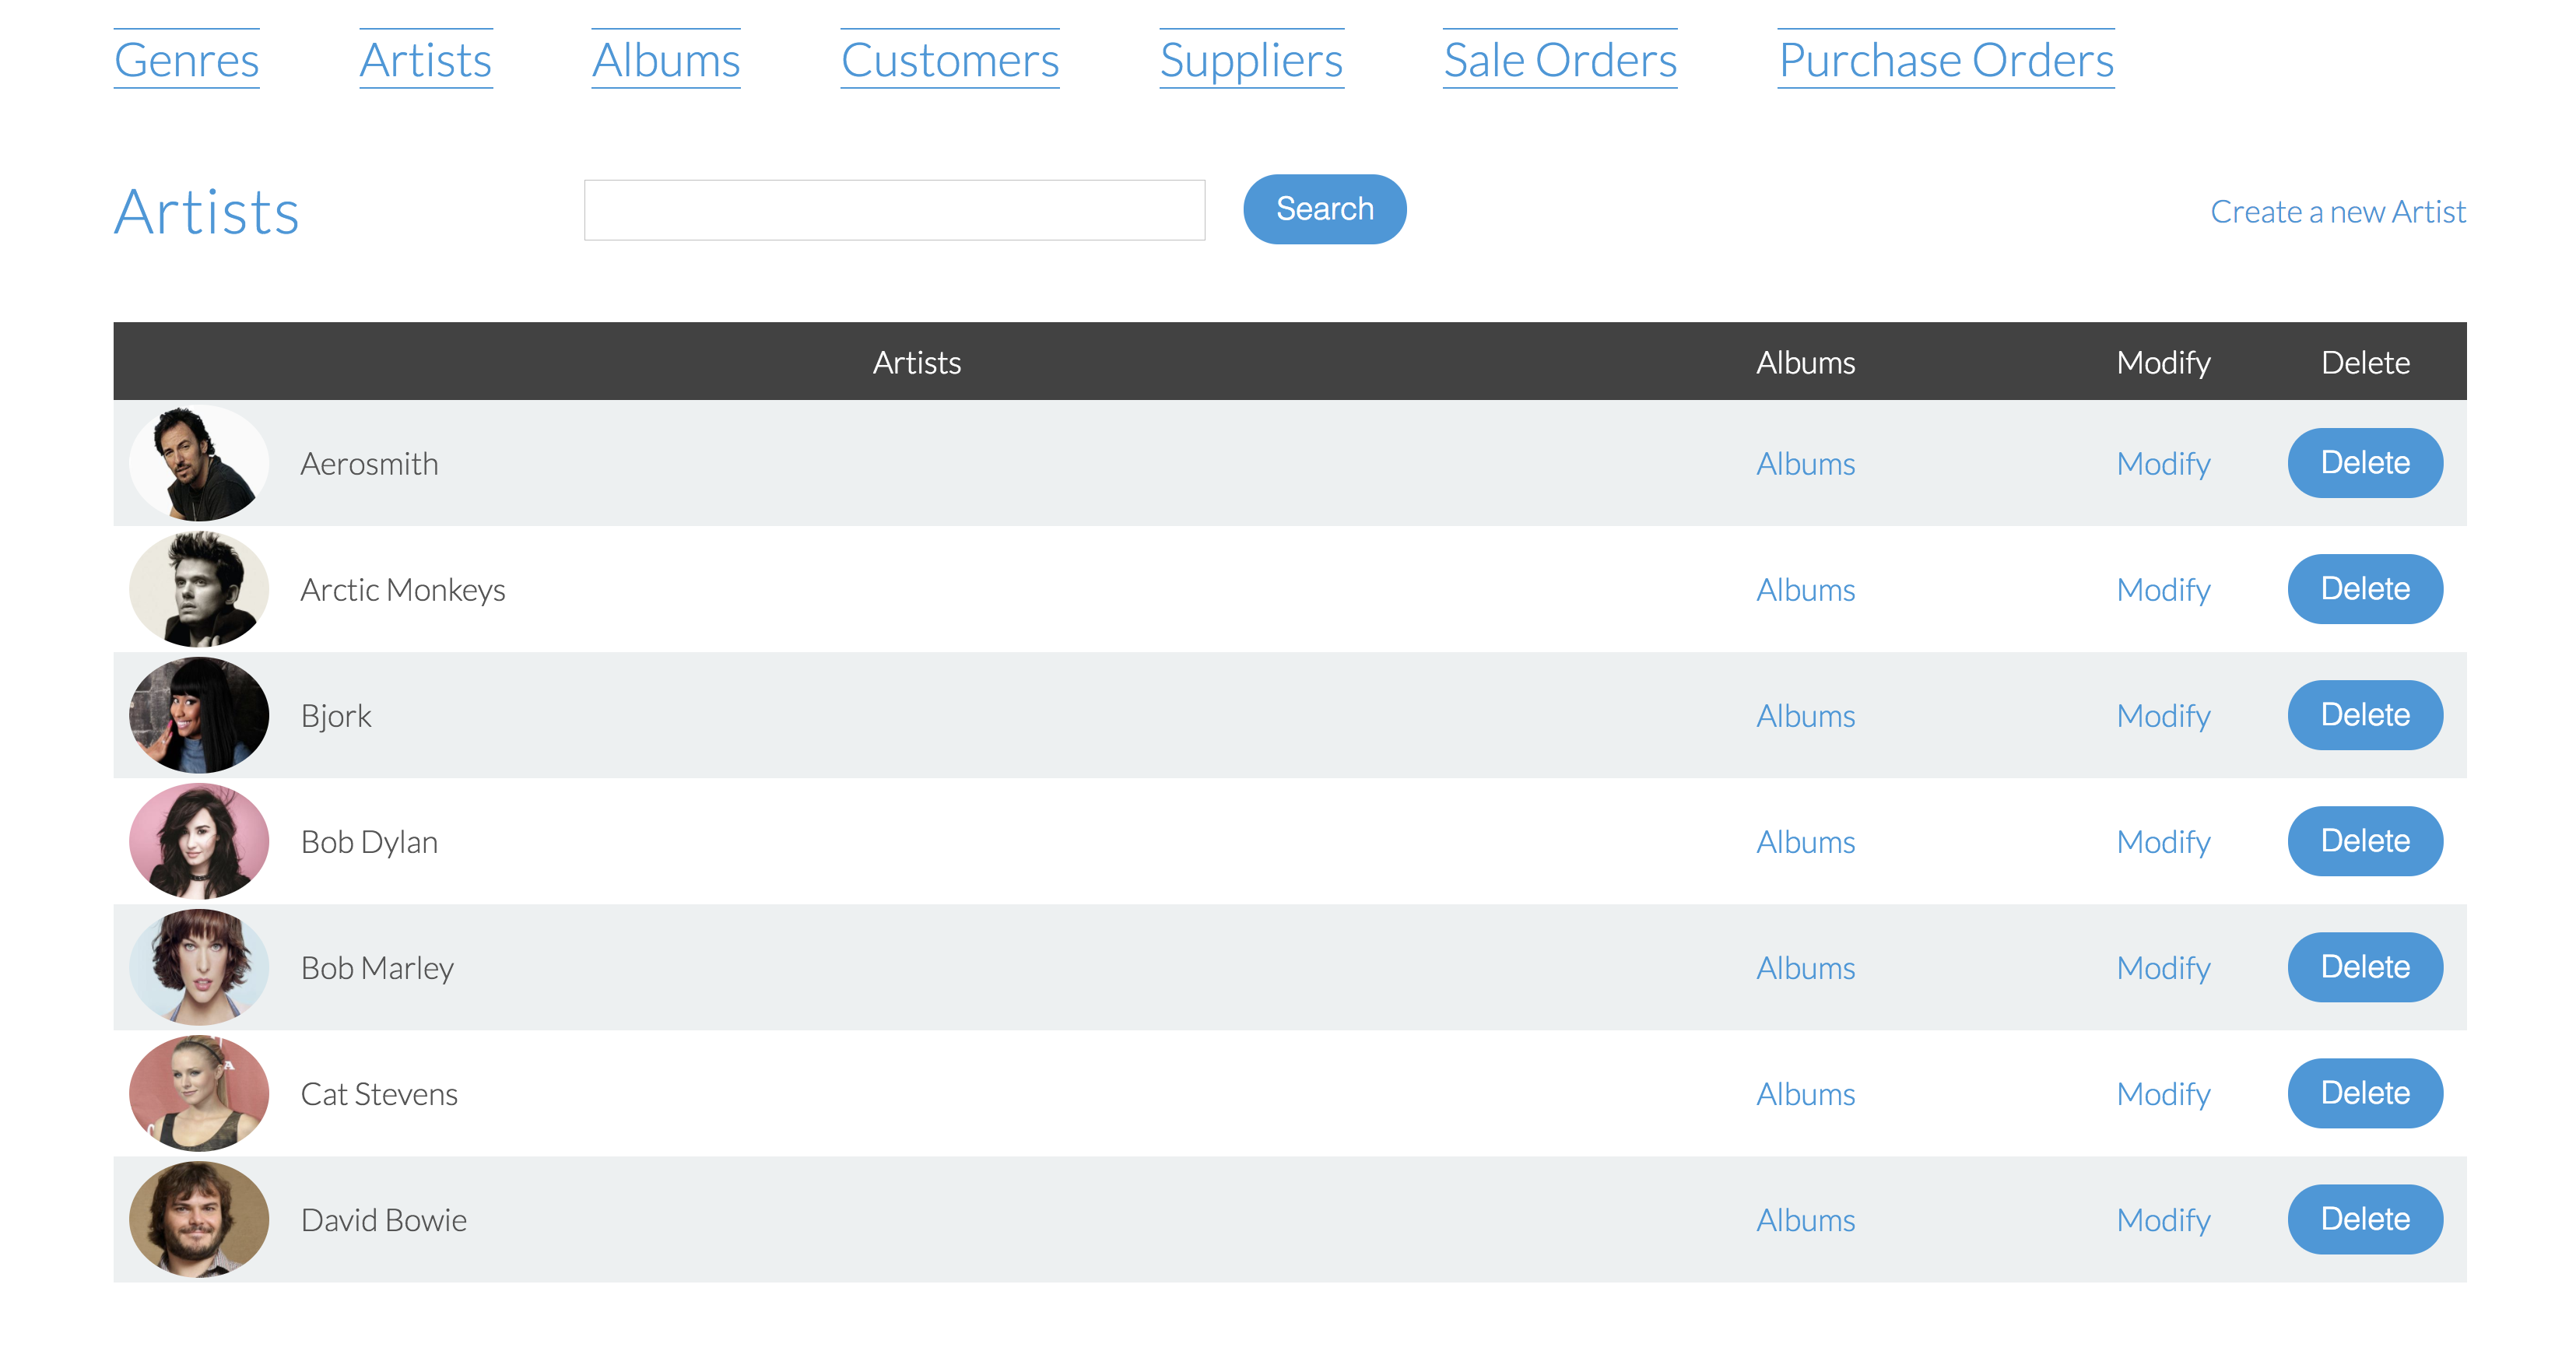 Genres Artists Albums Customers Suppliers Sale Orders Purchase Orders
Artists Search Create a new Artist
Artists Albums Modify Delete
Aerosmith Albums Modify Delete
Arctic Monkeys Albums Modify Delete
Bjork Albums Modify Delete
Bob Dylan Albums Modify Delete
Bob Marley Albums Modify Delete
Cat Stevens Albums Modify Delete
David Bowie Albums Modify Delete